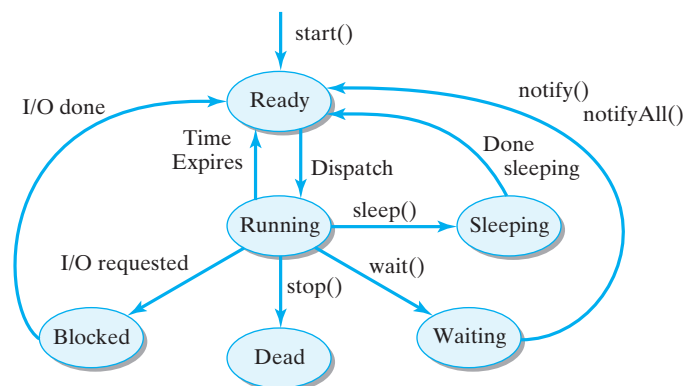 start()
notify()
notifyAll()
I/O done
Ready
Time
Expires
Done
sleeping
Dispatch
sleep()
Running
Sleeping
I/O requested
wait()
stop()
Blocked
Waiting
Dead